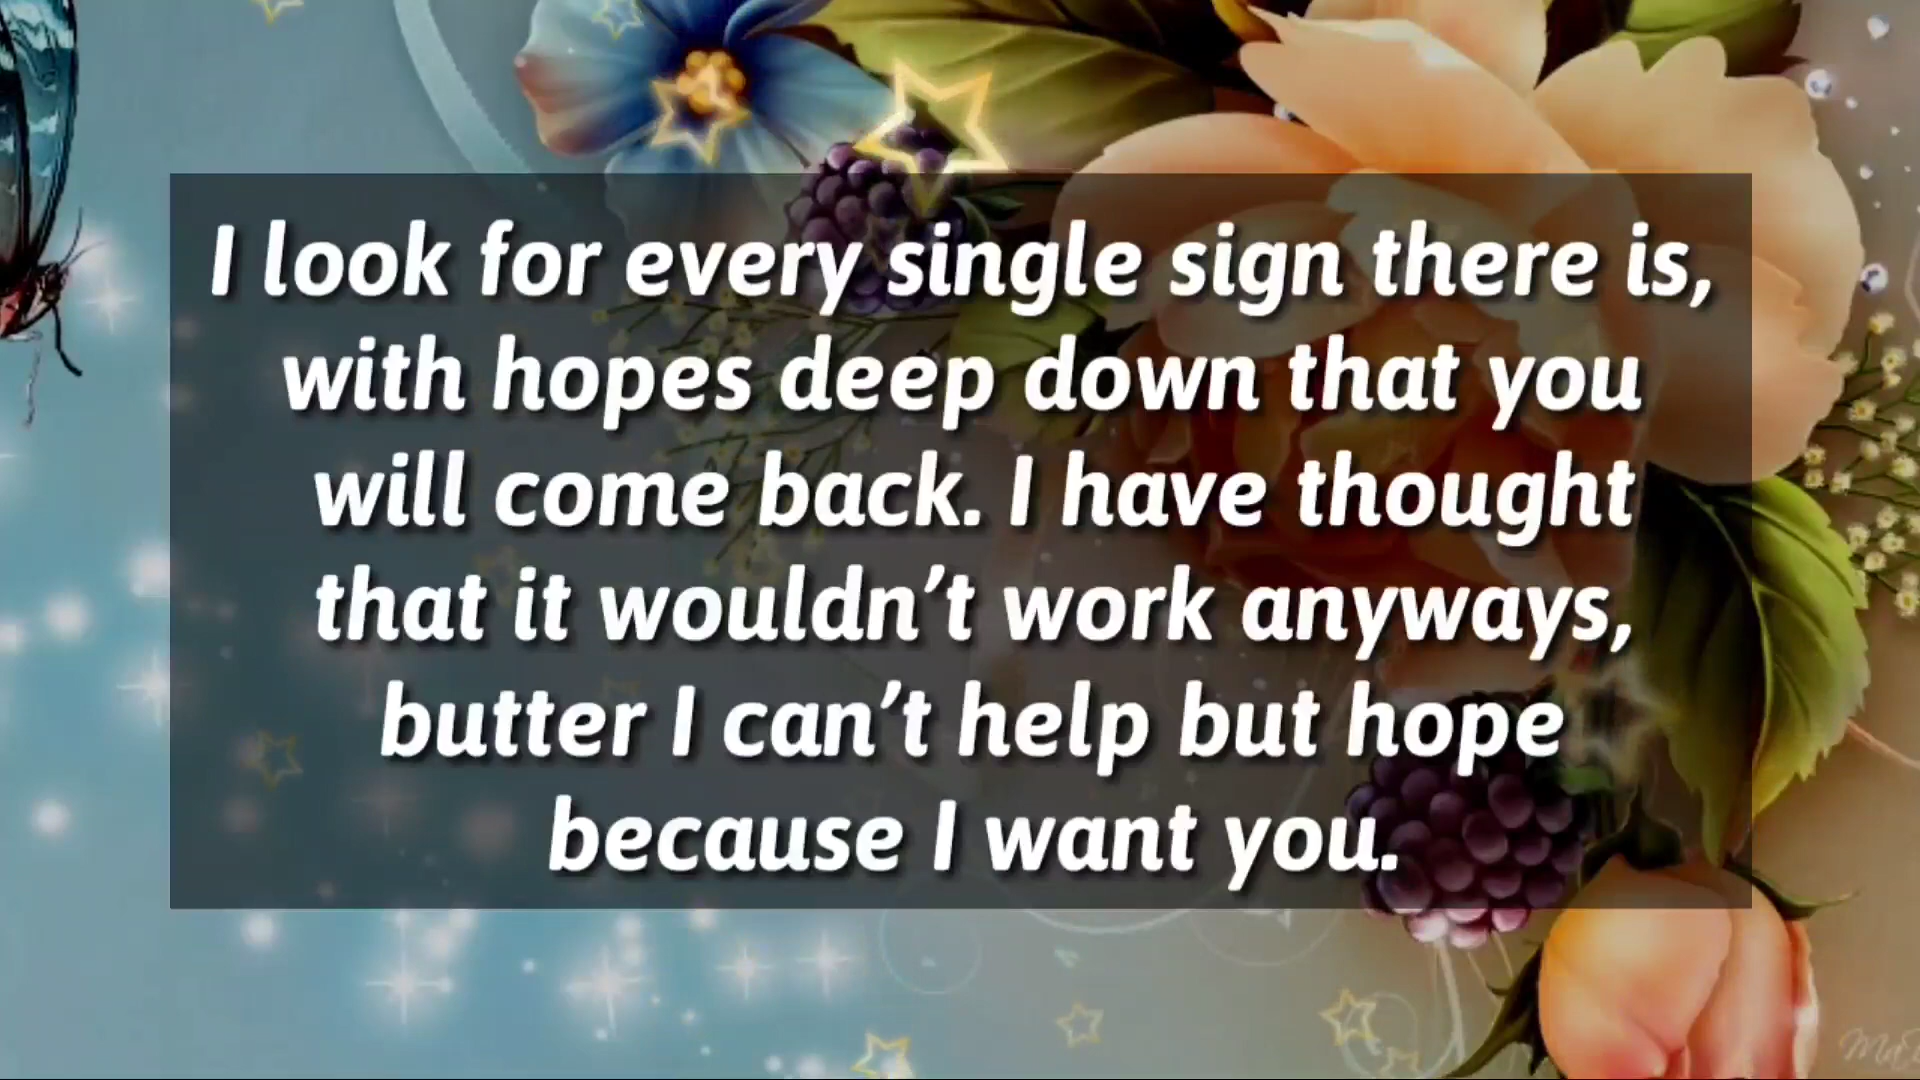 I look for every single sign there is,
with hopes deep down that you
will come back. I have thought
that it wouldn’t work anyways,
butter I can’t help but hope
because I want you.